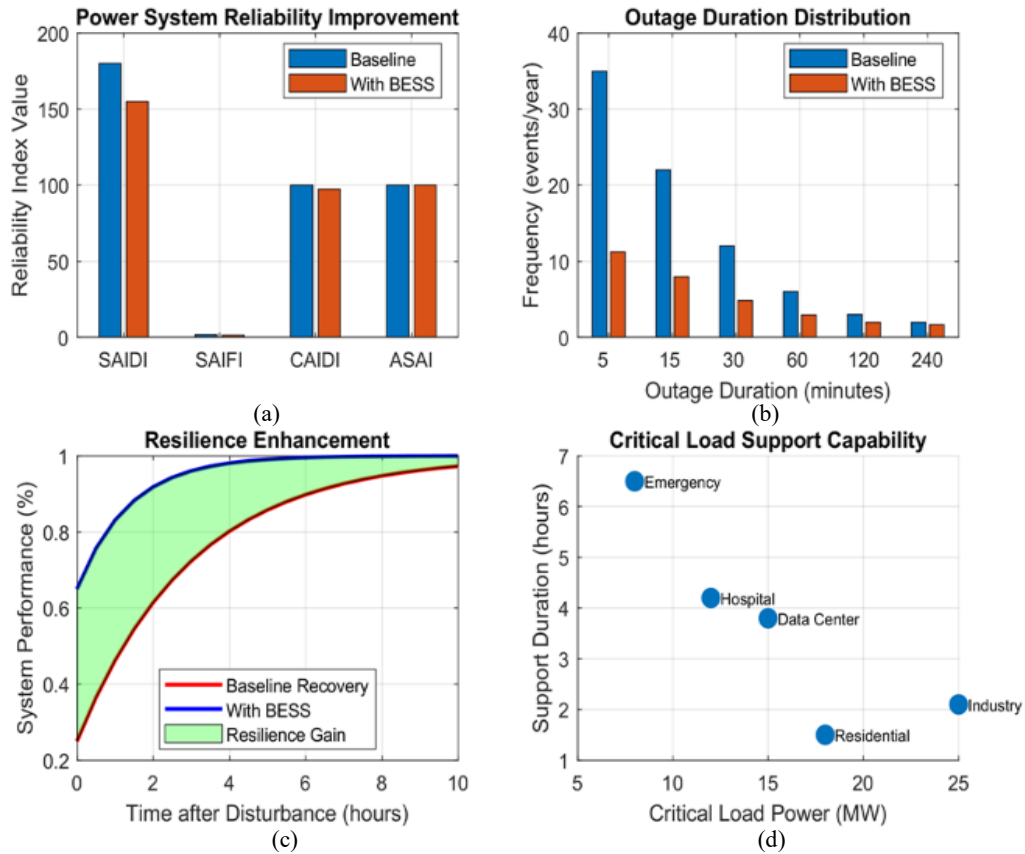 Power System Reliability Improvement
200
150
100
50
0
Reliability Index Value
Baseline
With BESS
SAIDI SAIFI CAIDI ASAI
(a)
Outage Duration Distribution
40
30
20
10
0
Frequency (events/year)
Baseline
With BESS
5 15 30 60 120 240
Outage Duration (minutes)
(b)
Resilience Enhancement
1
0.8
0.6
0.4
0.2
System Performance (%)
Baseline Recovery
With BESS
Resilience Gain
0 2 4 6 8 10
Time after Disturbance (hours)
(c)
Critical Load Support Capability
7
6
5
4
3
2
1
Support Duration (hours)
Emergency
Hospital
Data Center
Industry
Residential
5 10 15 20 25
Critical Load Power (MW)
(d)